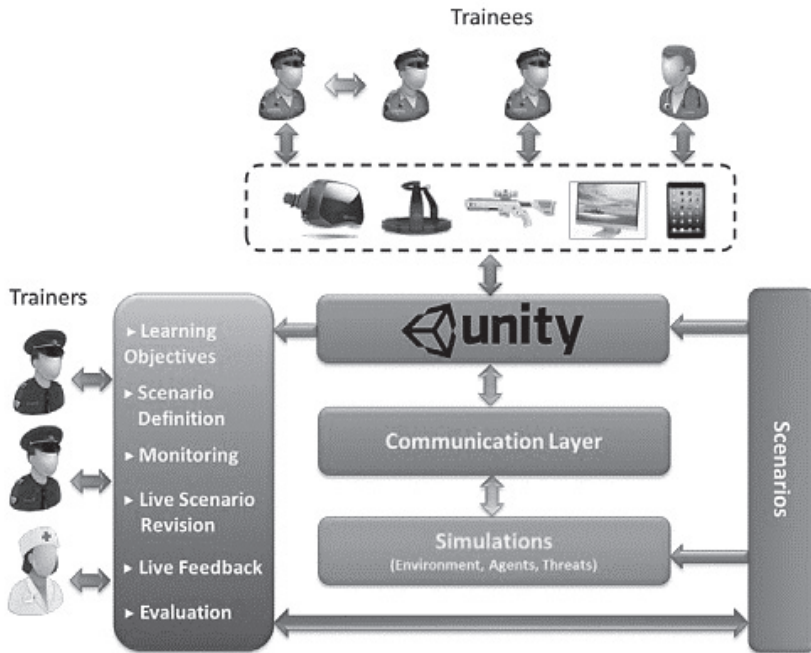 Trainees
Trainers
▸ Learning
Objectives
▸ Scenario
Definition
▸ Monitoring
▸ Live Scenario
Revision
▸ Live Feedback
▸ Evaluation
unity
Communication Layer
Simulations
(Environment, Agents, Threats)
Scenarios